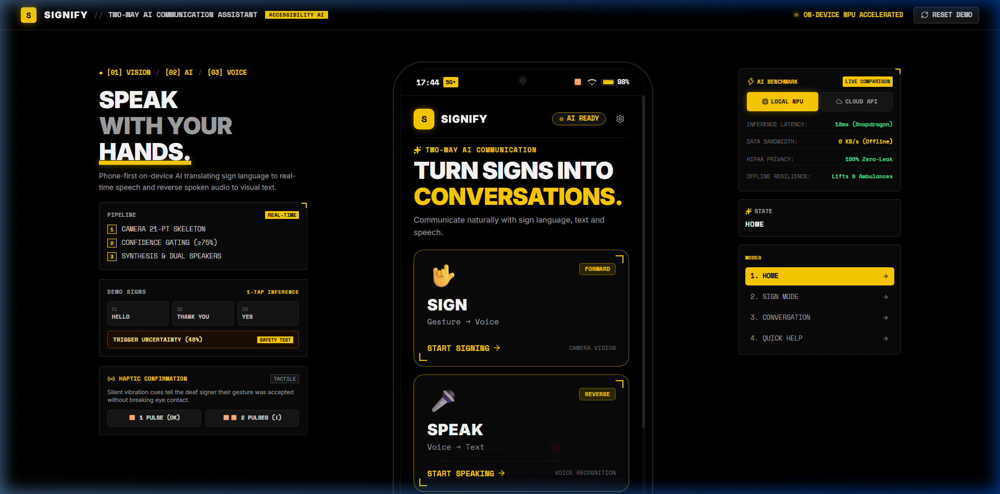 S SIGNIFY // TWO-WAY AI COMMUNICATION ASSISTANT ACCESSIBILITY AI
ON-DEVICE NPU ACCELERATED RESET DEMO
[01] VISION / [02] AI / [03] VOICE
SPEAK
WITH YOUR
HANDS.
Phone-first on-device AI translating sign language to real-
time speech and reverse spoken audio to visual text.
PIPELINE REAL-TIME
1 CAMERA 21-PT SKELETON
2 CONFIDENCE GATING (≥75%)
3 SYNTHESIS & DUAL SPEAKERS
DEMO SIGNS 1-TAP INFERENCE
01 02 03
HELLO THANK YOU YES
TRIGGER UNCERTAINTY (48%) SAFETY TEST
HAPTIC CONFIRMATION TACTILE
Silent vibration cues tell the deaf signer their gesture was accepted
without breaking eye contact.
1 PULSE (OK) 2 PULSES (!)
17:44 5G+ 98%
S SIGNIFY AI READY
TWO-WAY AI COMMUNICATION
TURN SIGNS INTO
CONVERSATIONS.
Communicate naturally with sign language, text and
speech.
FORWARD
SIGN
Gesture → Voice
START SIGNING → CAMERA VISION
REVERSE
SPEAK
Voice → Text
START SPEAKING → VOICE RECOGNITION
AI BENCHMARK LIVE COMPARISON
LOCAL NPU CLOUD API
INFERENCE LATENCY: 18ms (Snapdragon)
DATA BANDWIDTH: 0 KB/s (Offline)
HIPAA PRIVACY: 100% Zero-Leak
OFFLINE RESILIENCE: Lifts & Ambulances
STATE
HOME
MODES
1. HOME →
2. SIGN MODE →
3. CONVERSATION →
4. QUICK HELP →